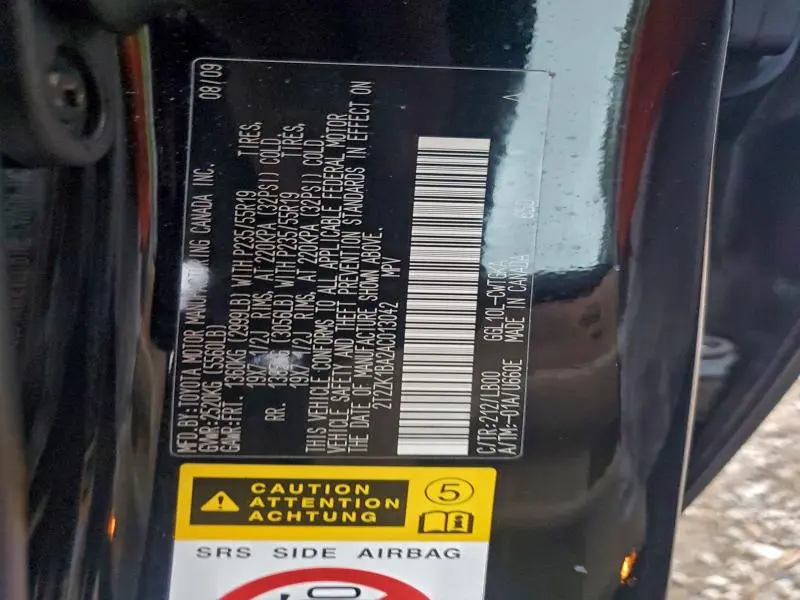 MFD.BY:TOYOTA MOTOR MANUFACTURING CANADA INC. 08/09
GVWR:2520KG (5560LB)
GAWR:FRT. 1360KG (2999LB) WITH P235/55R19 TIRES,
19X7 1/2J RIMS, AT 220KPA (32PSI) COLD.
RR. (3056LB) WITH P235/55R19 TIRES,
19X7 1/2J RIMS, AT 220KPA (32PSI) COLD.
THIS VEHICLE CONFORMS TO ALL APPLICABLE FEDERAL MOTOR
VEHICLE SAFETY AND THEFT PREVENTION STANDARDS IN EFFECT ON
THE DATE OF MANUFACTURE SHOWN ABOVE.
2T2ZK1BA2AC013042 MPV
C/TR:212/LB00 GGL10L-CWTGKA
A/TM:-01A/U660E MADE IN CANADA 650
CAUTION
ATTENTION
ACHTUNG
5
SRS SIDE AIRBAG